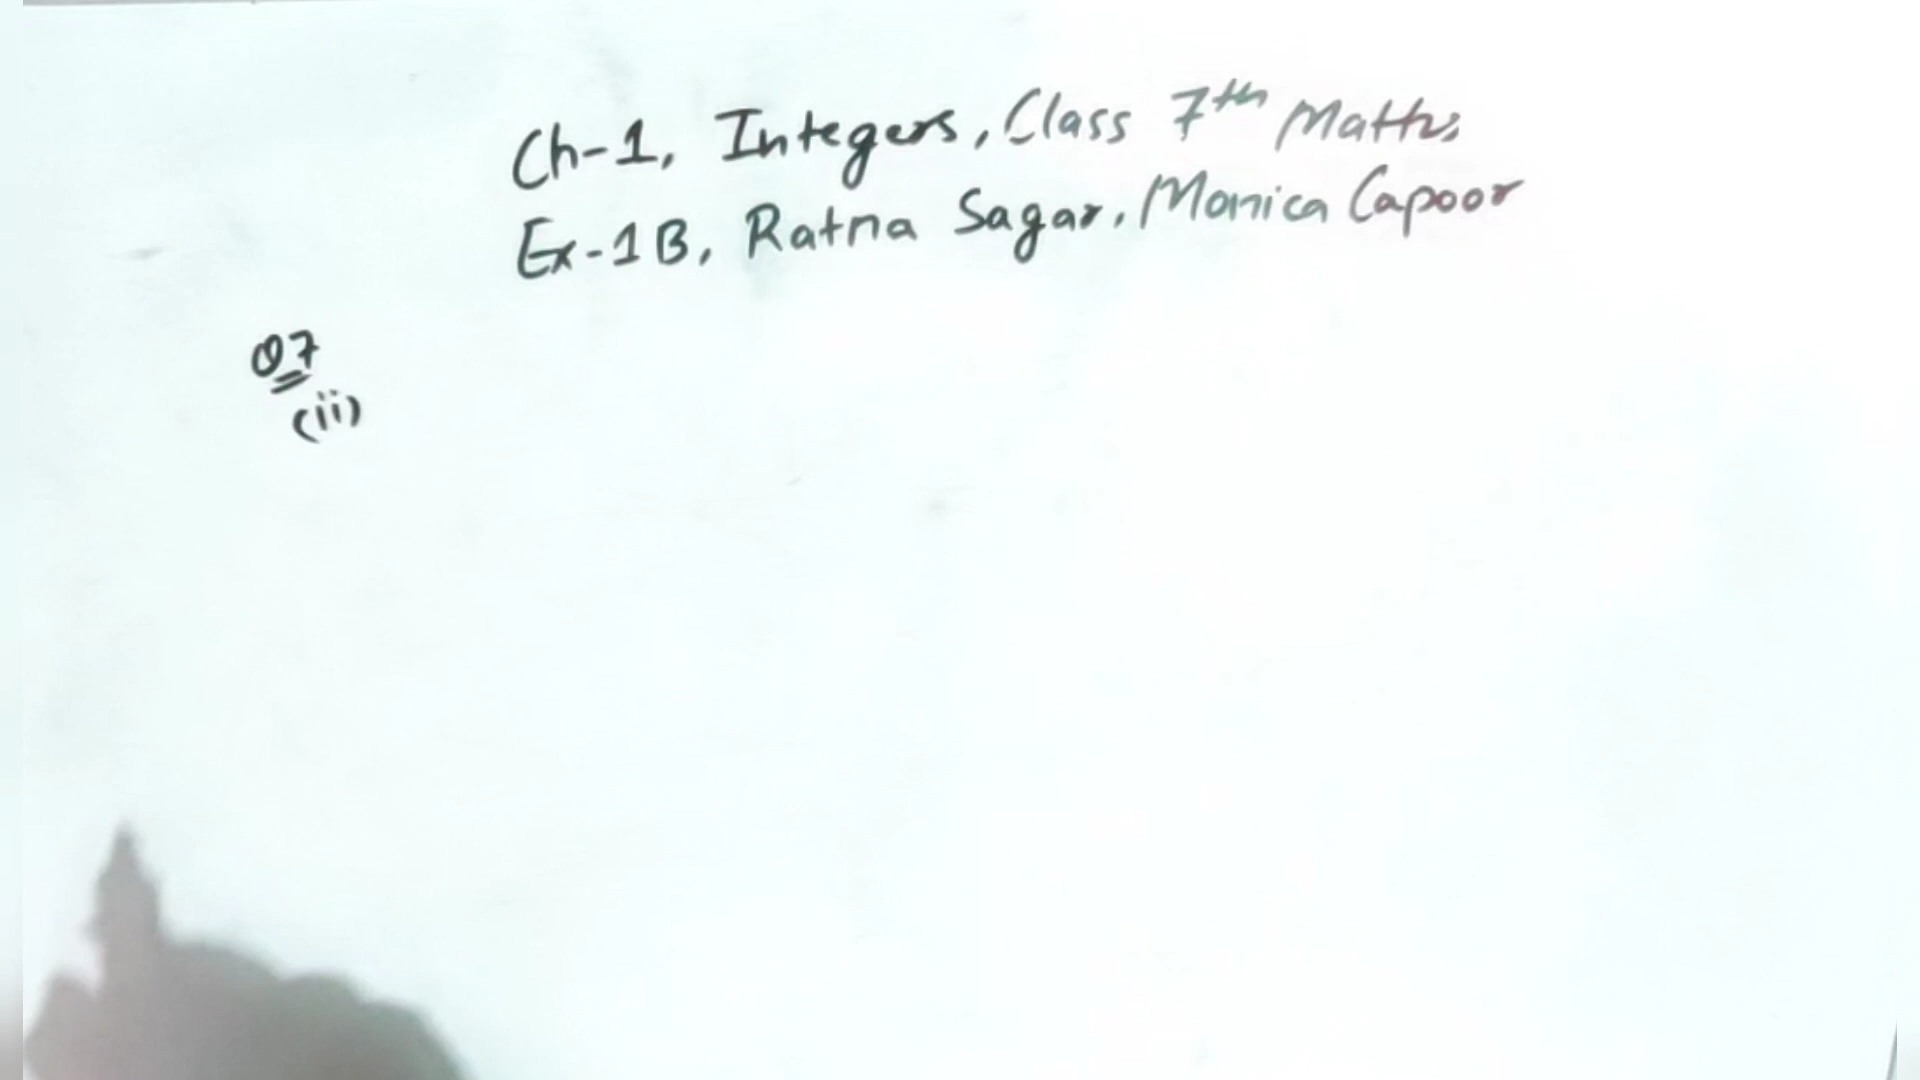 Ch-1, Integers, Class 7th Maths
Ex-1B, Ratna Sagar, Monica Capoor
Q7
(ii)